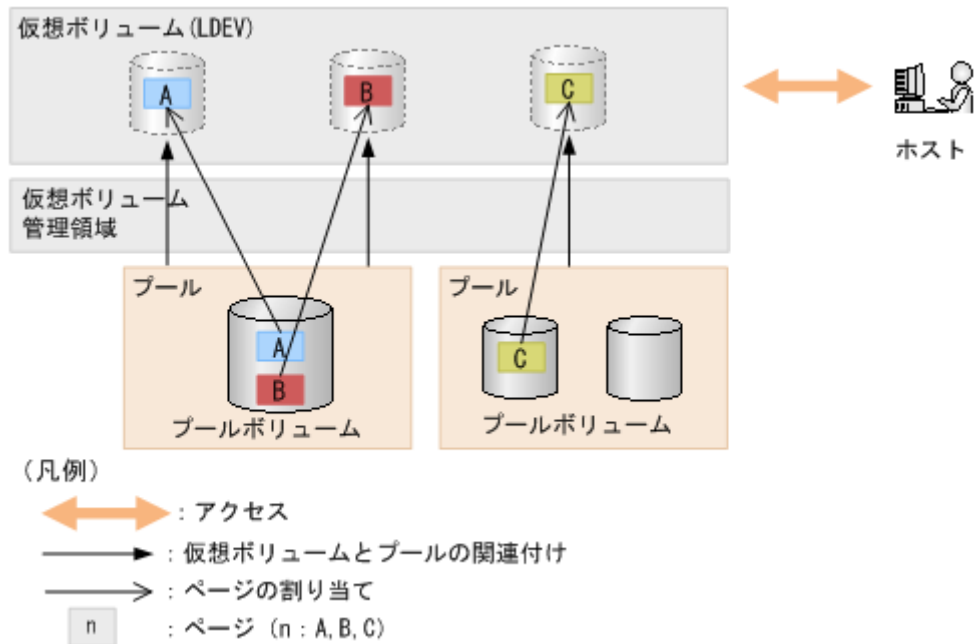 仮想ボリューム(LDEV)
A
B
C
ホスト
仮想ボリューム
管理領域
プール
プール
A
B
C
プールボリューム
プールボリューム
(凡例)
：アクセス
：仮想ボリュームとプールの関連付け
：ページの割り当て
n
：ページ (n：A,B,C)